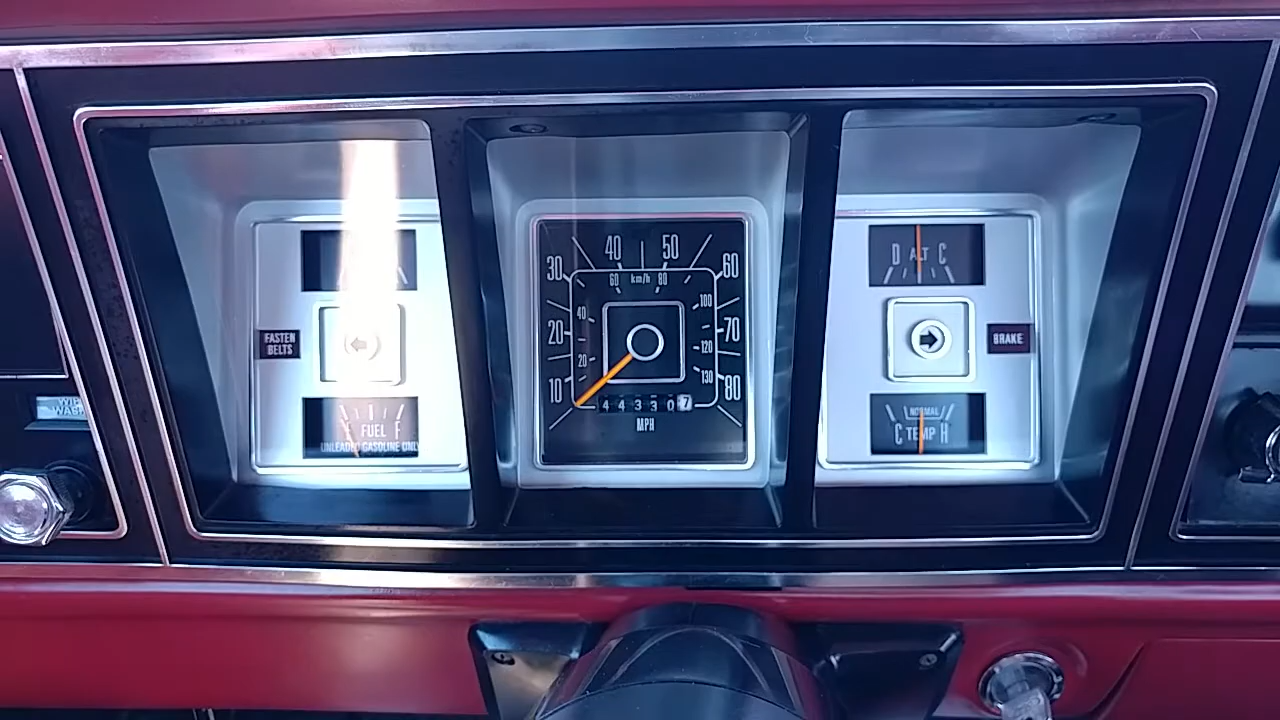 FASTEN
BELTS
E FUEL F
UNLEADED GASOLINE ONLY
30 40 50 60
20 70
10 80
km/h
20 40 60 80 100 120 130
4 4 3 3 0 7
MPH
D ALT C
BRAKE
NORMAL
C TEMP H